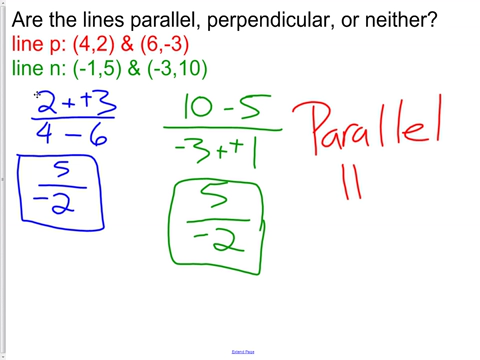 Are the lines parallel, perpendicular, or neither?
line p: (4,2) & (6,-3)
line n: (-1,5) & (-3,10)
2 + +3
4 - 6
5
-2
10 - 5
-3 + +1
5
-2
Parallel
||
Extend Page